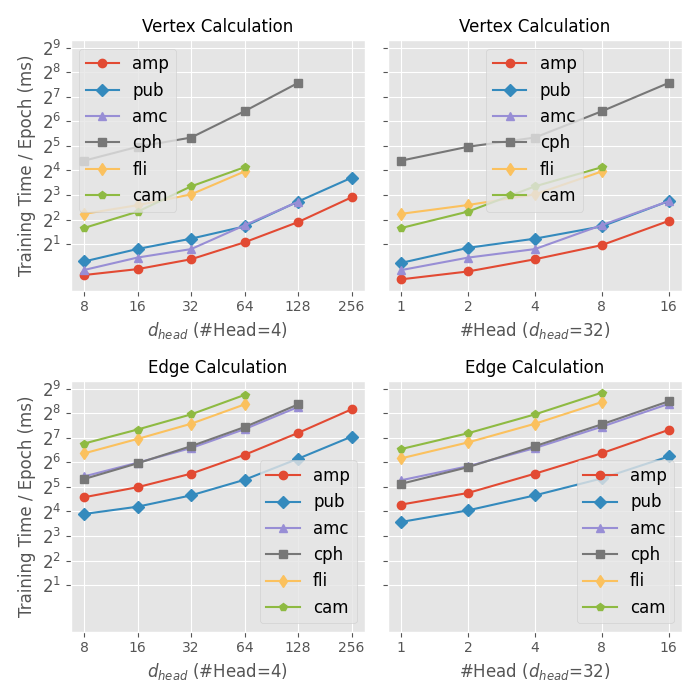 Vertex Calculation
Training Time / Epoch (ms)
2^9
2^8
2^7
2^6
2^5
2^4
2^3
2^2
2^1
amp
pub
amc
cph
fli
cam
8 16 32 64 128 256
d_head (#Head=4)
Vertex Calculation
amp
pub
amc
cph
fli
cam
1 2 4 8 16
#Head (d_head=32)
Edge Calculation
Training Time / Epoch (ms)
2^9
2^8
2^7
2^6
2^5
2^4
2^3
2^2
2^1
amp
pub
amc
cph
fli
cam
8 16 32 64 128 256
d_head (#Head=4)
Edge Calculation
amp
pub
amc
cph
fli
cam
1 2 4 8 16
#Head (d_head=32)